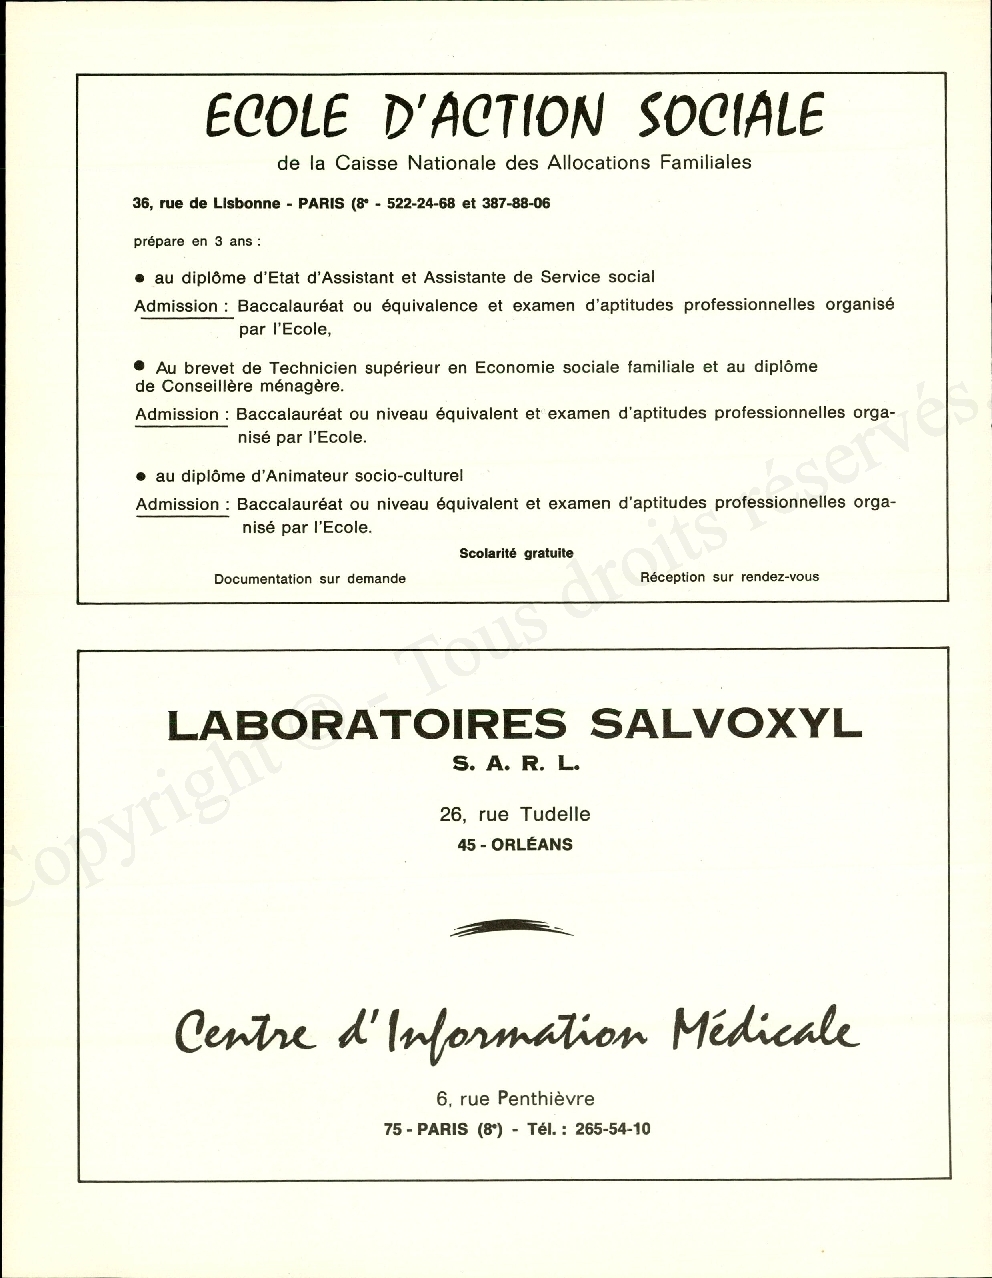 ECOLE D'ACTION SOCIALE
de la Caisse Nationale des Allocations Familiales
36, rue de Lisbonne - PARIS (8e - 522-24-68 et 387-88-06
prépare en 3 ans :
● au diplôme d'Etat d'Assistant et Assistante de Service social
Admission : Baccalauréat ou équivalence et examen d'aptitudes professionnelles organisé
par l'Ecole,
● Au brevet de Technicien supérieur en Economie sociale familiale et au diplôme
de Conseillère ménagère.
Admission : Baccalauréat ou niveau équivalent et examen d'aptitudes professionnelles orga-
nisé par l'Ecole.
● au diplôme d'Animateur socio-culturel
Admission : Baccalauréat ou niveau équivalent et examen d'aptitudes professionnelles orga-
nisé par l'Ecole.
Scolarité gratuite
Documentation sur demande Réception sur rendez-vous
LABORATOIRES SALVOXYL
S. A. R. L.
26, rue Tudelle
45 - ORLÉANS
Centre d'Information Médicale
6, rue Penthièvre
75 - PARIS (8e) - Tél. : 265-54-10
Copyright © - Tous droits réservés.